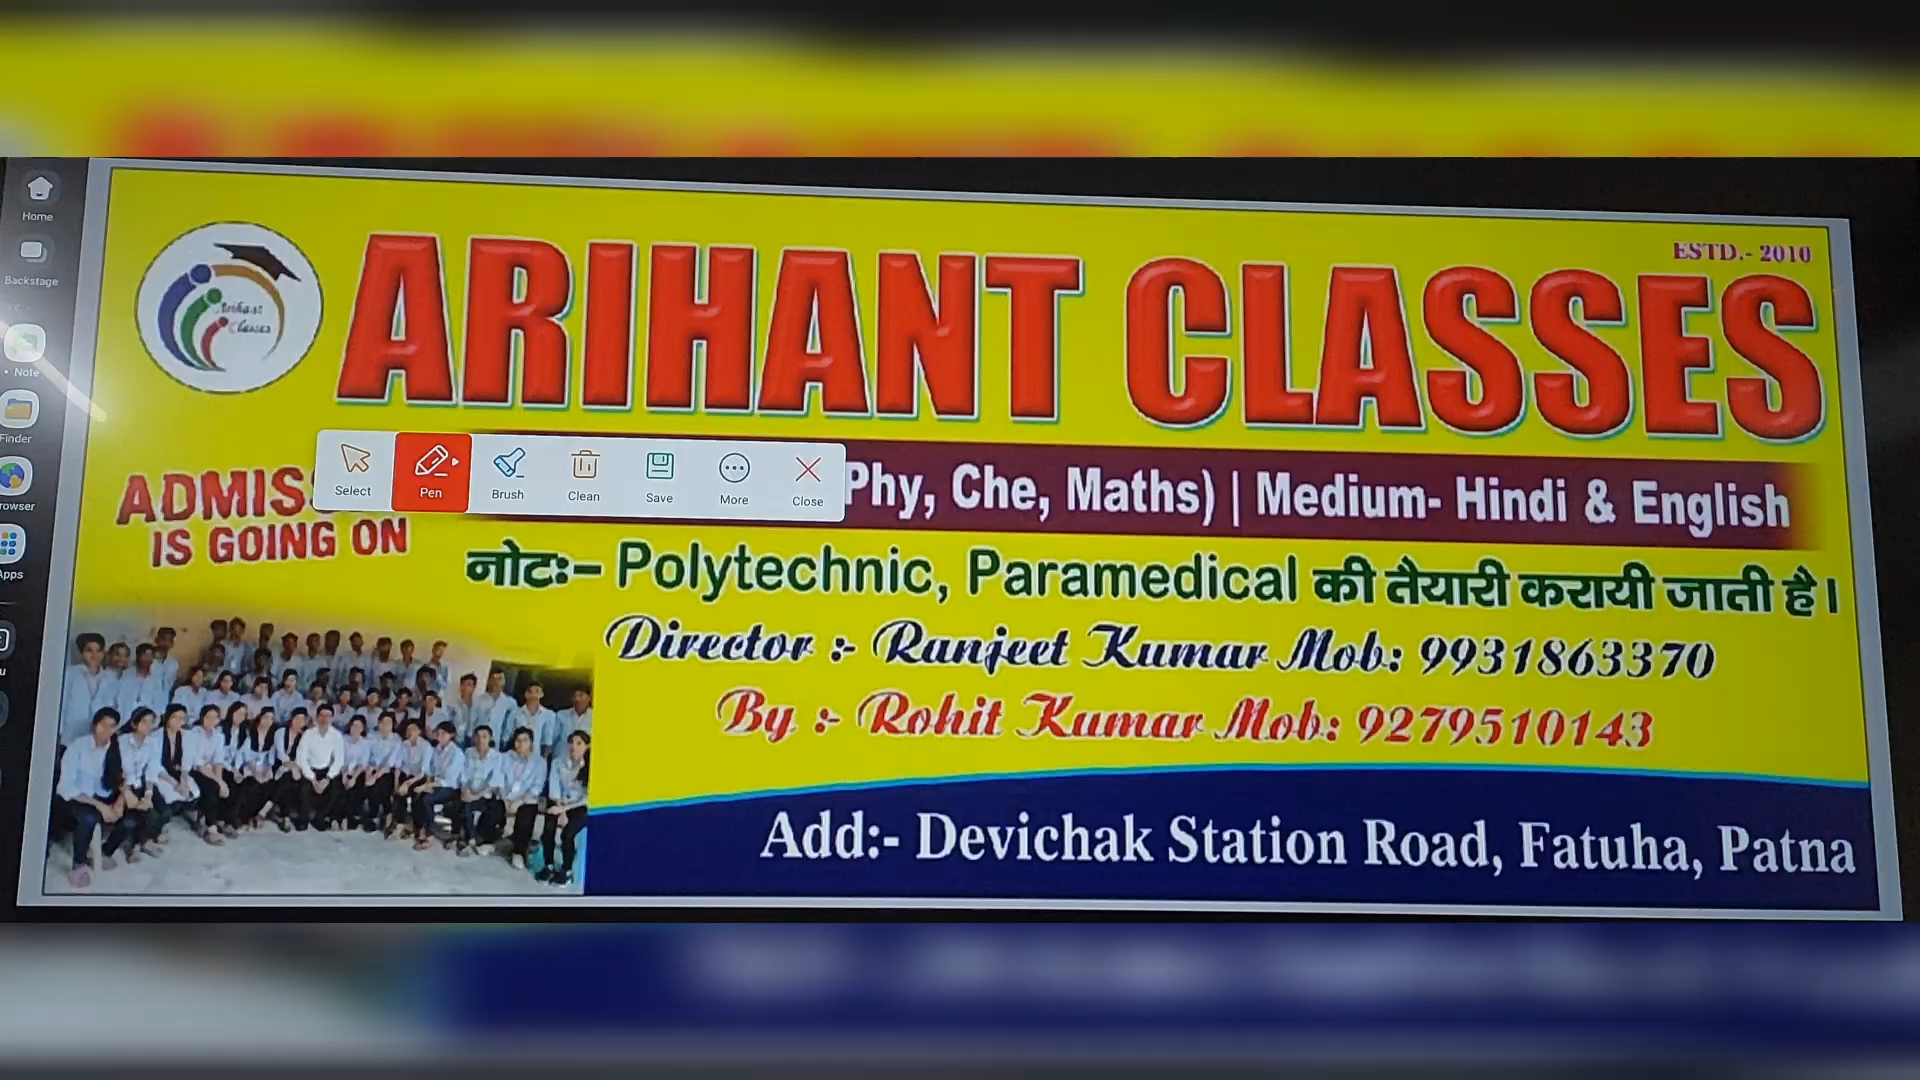 ESTD.- 2010
ARIHANT CLASSES
Arihant
Classes
Home
Backstage
Note
Finder
Apps
Select
Pen
Brush
Clean
Save
More
Close
Phy, Che, Maths) | Medium- Hindi & English
IS GOING ON
नोटः– Polytechnic, Paramedical की तैयारी करायी जाती है।
Director :- Ranjeet Kumar Mob: 9931863370
By :- Rohit Kumar Mob: 9279510143
Add:- Devichak Station Road, Fatuha, Patna